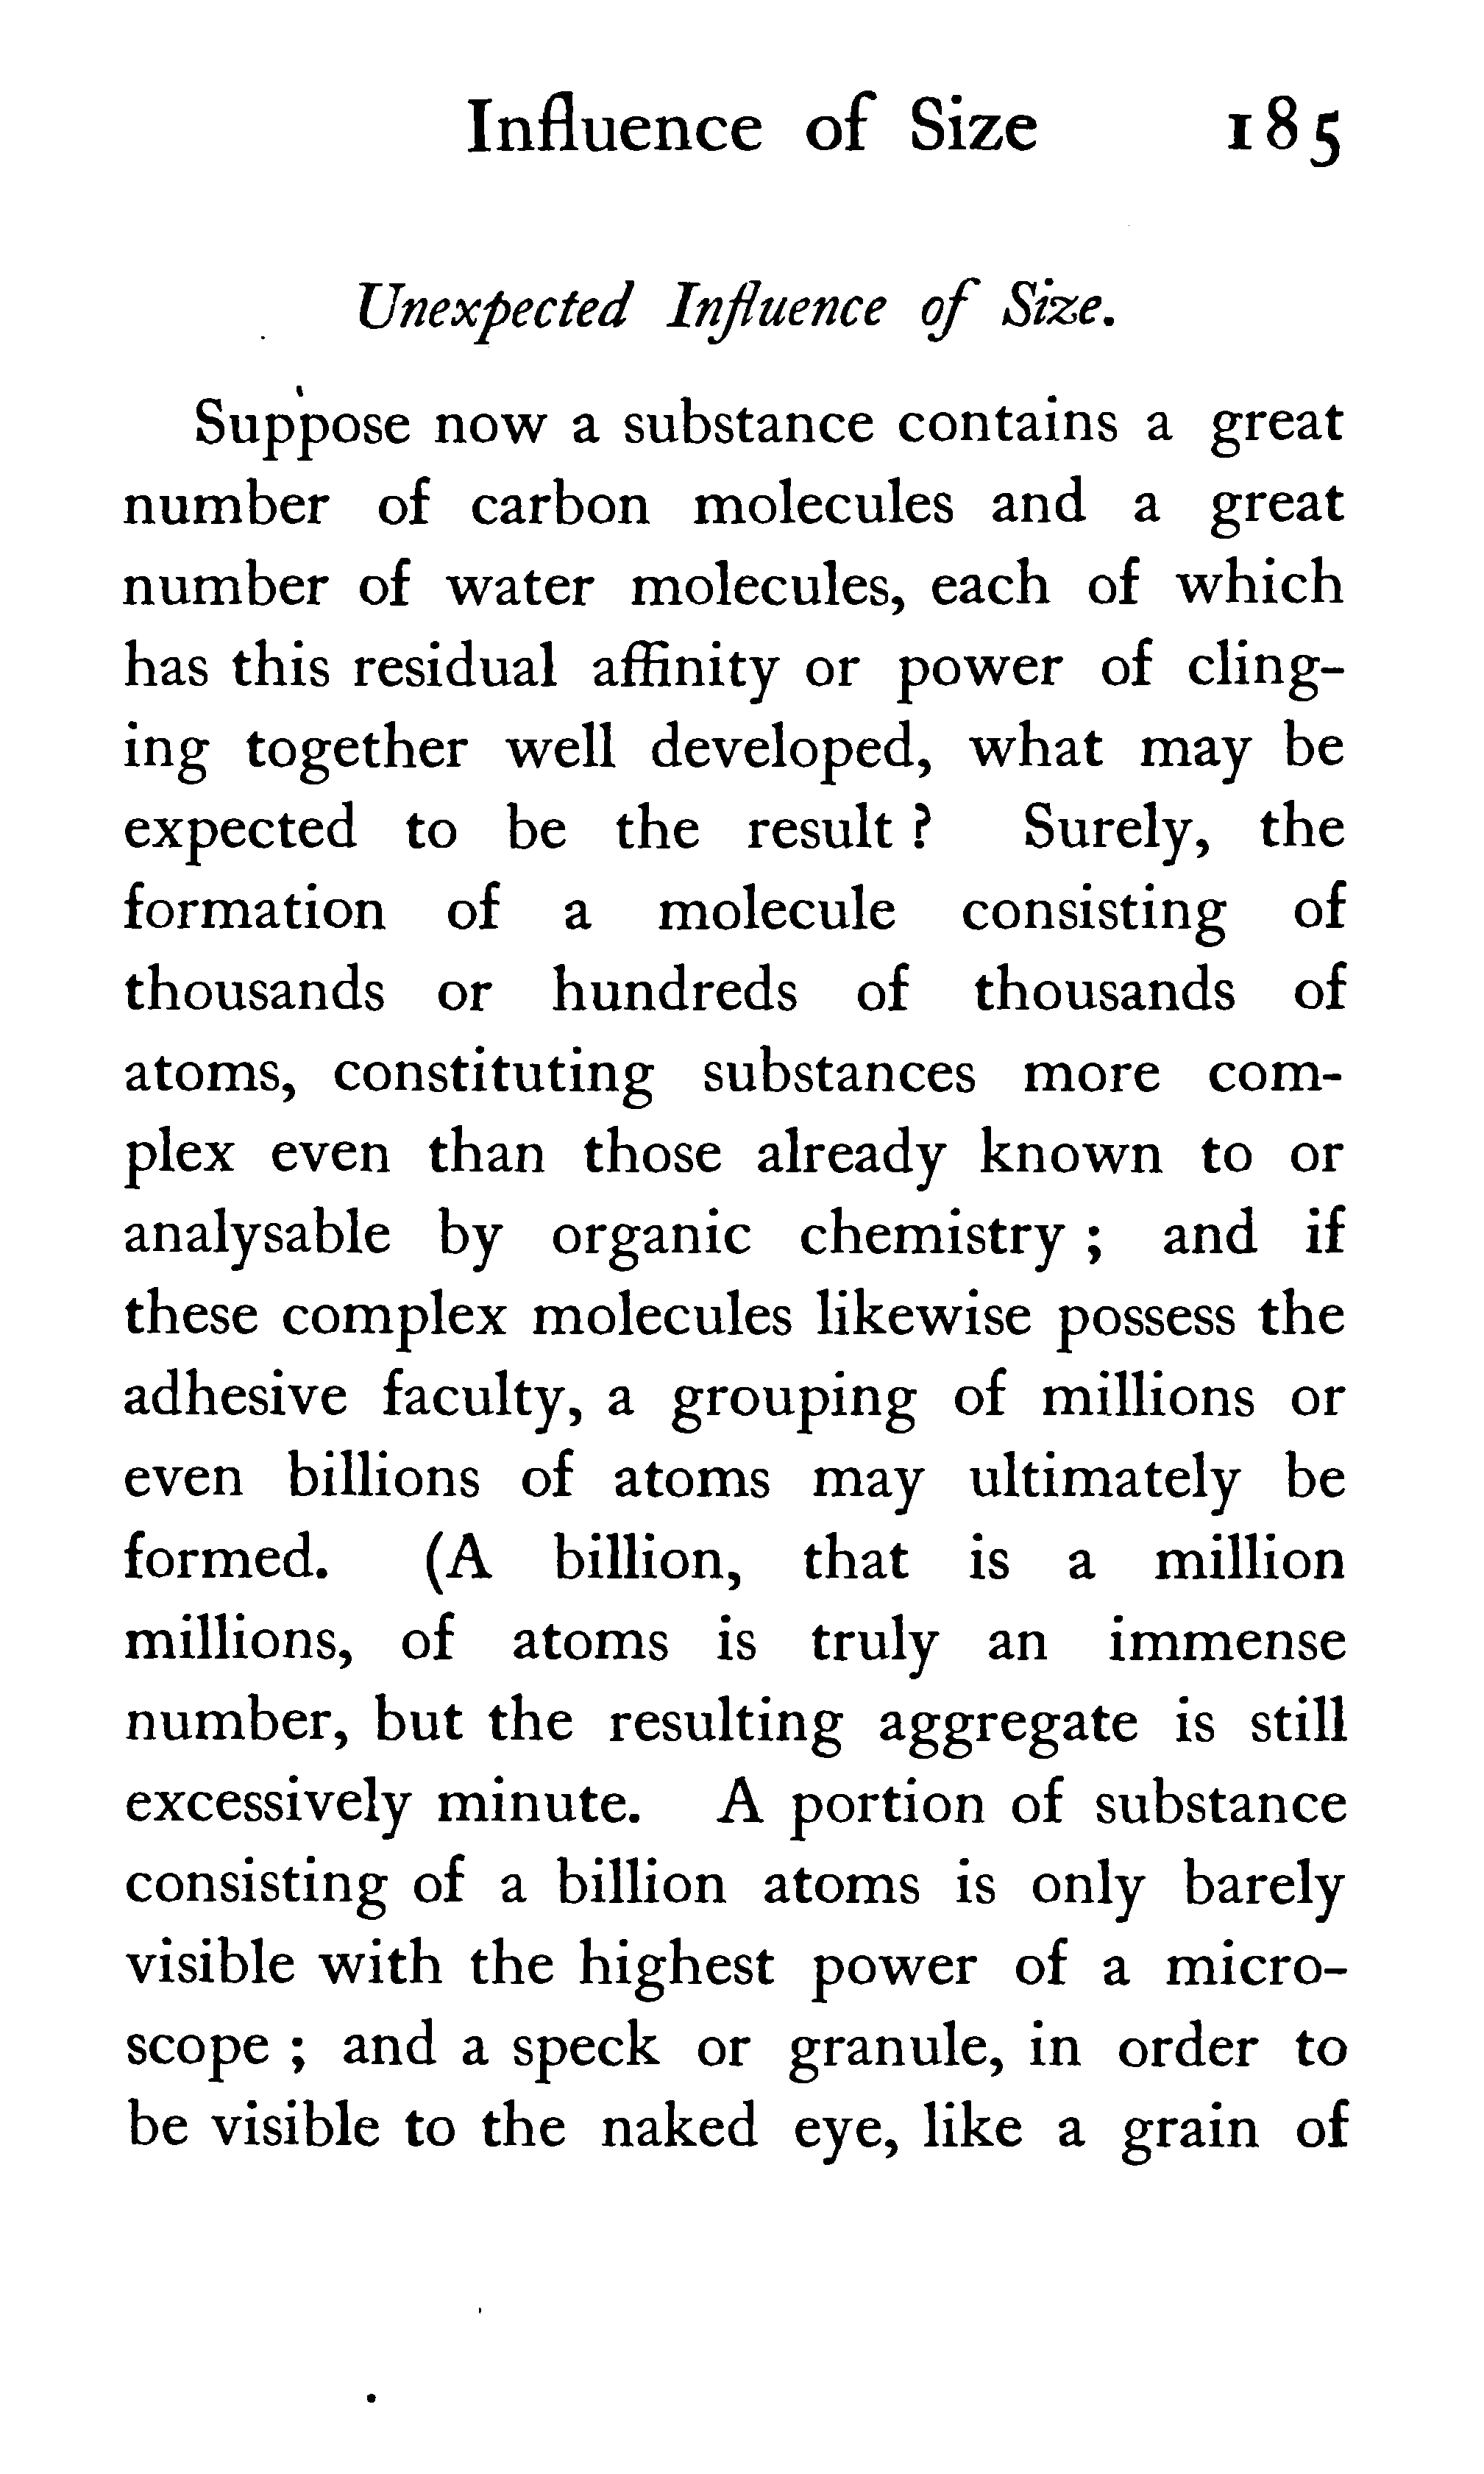 Influence of Size 185
Unexpected Influence of Size.
Suppose now a substance contains a great
number of carbon molecules and a great
number of water molecules, each of which
has this residual affinity or power of cling-
ing together well developed, what may be
expected to be the result ? Surely, the
formation of a molecule consisting of
thousands or hundreds of thousands of
atoms, constituting substances more com-
plex even than those already known to or
analysable by organic chemistry ; and if
these complex molecules likewise possess the
adhesive faculty, a grouping of millions or
even billions of atoms may ultimately be
formed. (A billion, that is a million
millions, of atoms is truly an immense
number, but the resulting aggregate is still
excessively minute. A portion of substance
consisting of a billion atoms is only barely
visible with the highest power of a micro-
scope ; and a speck or granule, in order to
be visible to the naked eye, like a grain of